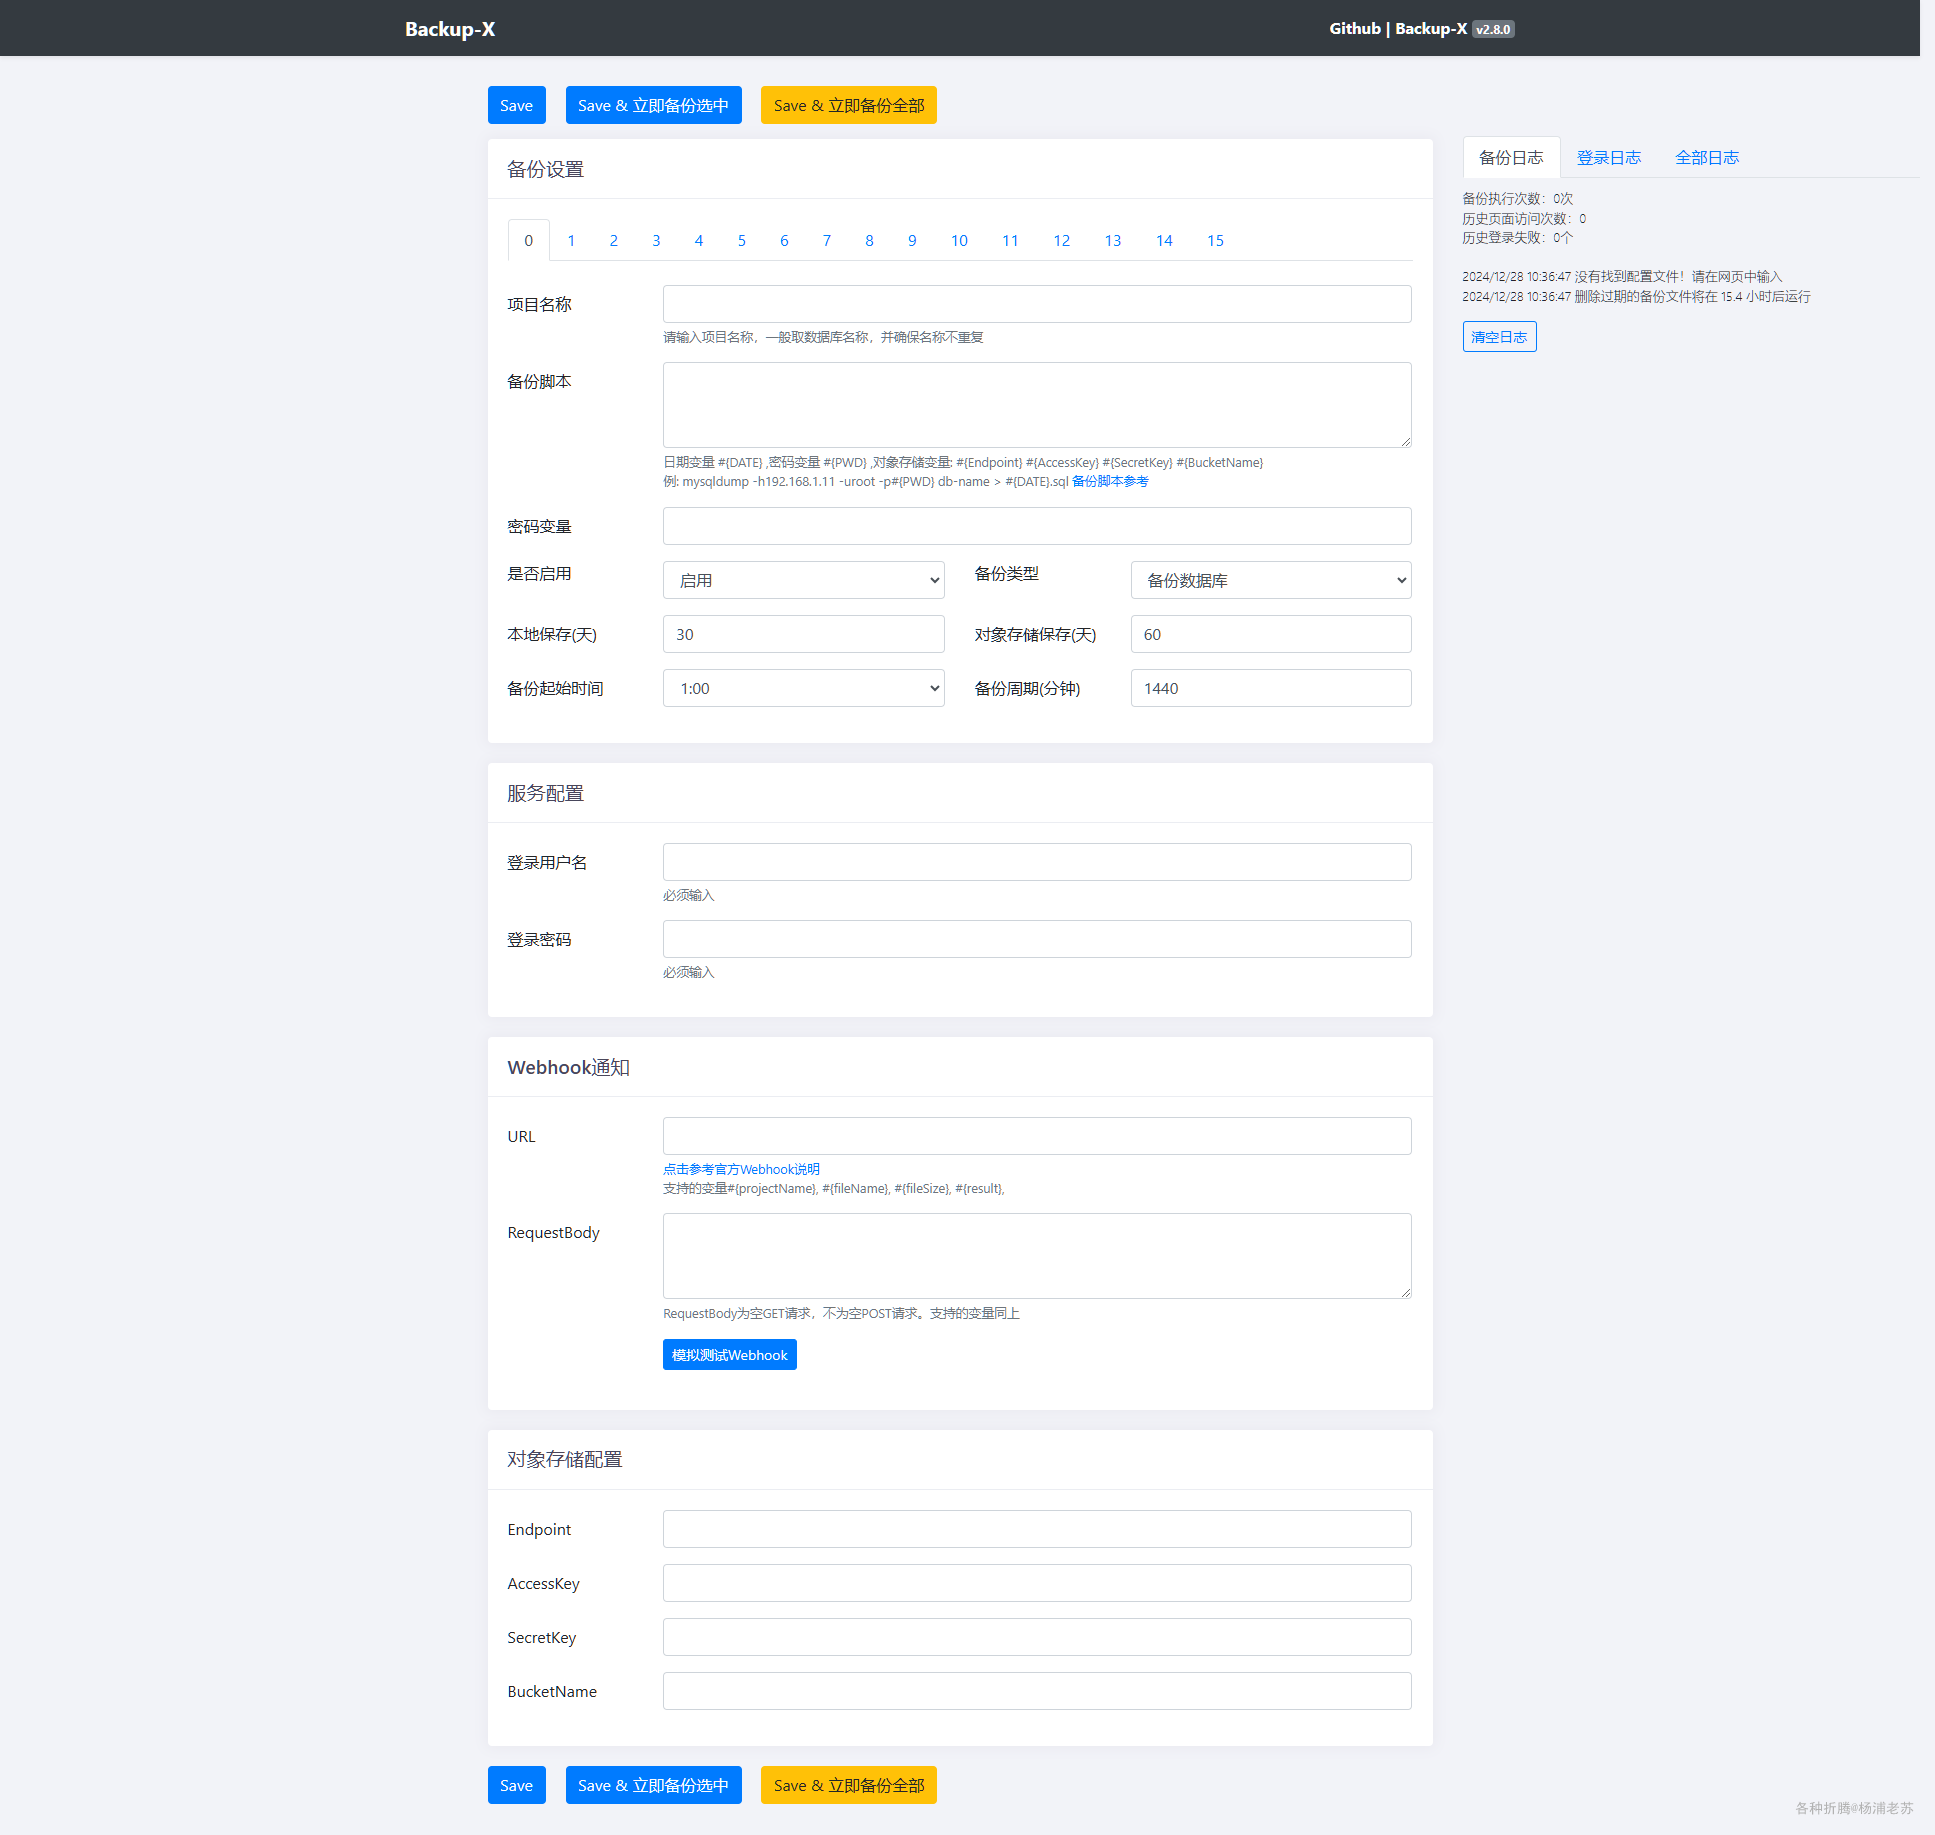 Backup-X
Github | Backup-X v2.8.0
Save
Save & 立即备份选中
Save & 立即备份全部
备份设置
0 1 2 3 4 5 6 7 8 9 10 11 12 13 14 15
项目名称
请输入项目名称，一般取数据库名称，并确保名称不重复
备份脚本
日期变量 #{DATE} ,密码变量 #{PWD} ,对象存储变量: #{Endpoint} #{AccessKey} #{SecretKey} #{BucketName}
例: mysqldump -h192.168.1.11 -uroot -p#{PWD} db-name > #{DATE}.sql 备份脚本参考
密码变量
是否启用 启用 备份类型 备份数据库
本地保存(天) 30 对象存储保存(天) 60
备份起始时间 1:00 备份周期(分钟) 1440
服务配置
登录用户名
必须输入
登录密码
必须输入
Webhook通知
URL
点击参考官方Webhook说明
支持的变量#{projectName}, #{fileName}, #{fileSize}, #{result},
RequestBody
RequestBody为空GET请求，不为空POST请求。支持的变量同上
模拟测试Webhook
对象存储配置
Endpoint
AccessKey
SecretKey
BucketName
Save
Save & 立即备份选中
Save & 立即备份全部
备份日志 登录日志 全部日志
备份执行次数：0次
历史页面访问次数：0
历史登录失败：0个
2024/12/28 10:36:47 没有找到配置文件！请在网页中输入
2024/12/28 10:36:47 删除过期的备份文件将在 15.4 小时后运行
清空日志
各种折腾@杨浦老苏